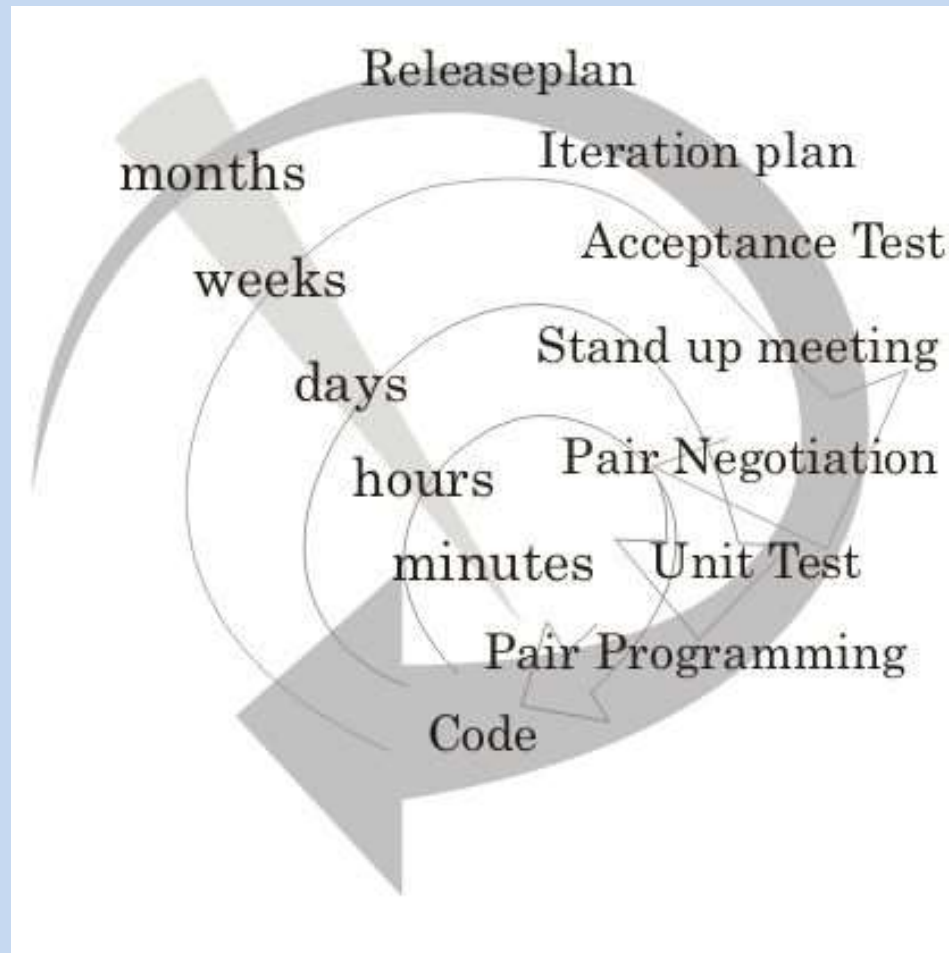 Releaseplan
Iteration plan
months
Acceptance Test
weeks
Stand up meeting
days
Pair Negotiation
hours
minutes
Unit Test
Pair Programming
Code